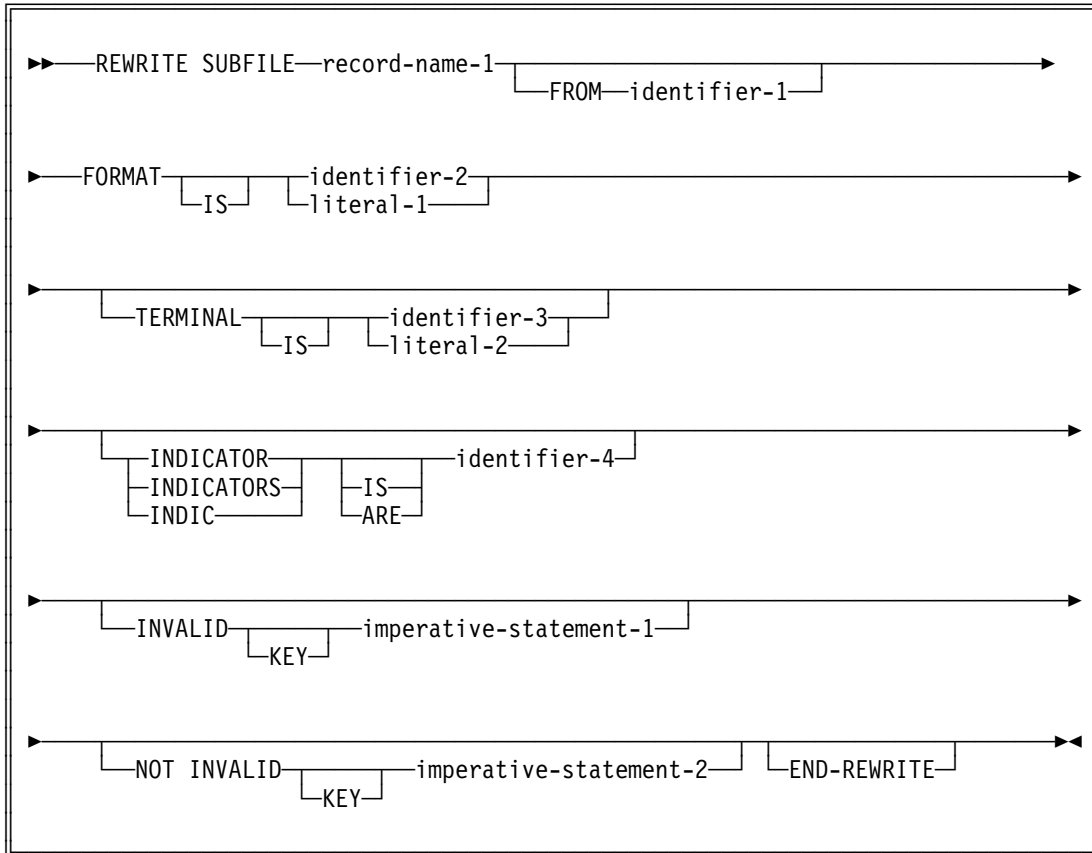 REWRITE SUBFILE record-name-1
FROM identifier-1
FORMAT identifier-2
IS literal-1
TERMINAL identifier-3
IS literal-2
INDICATOR identifier-4
INDICATORS IS
INDIC ARE
INVALID imperative-statement-1
KEY
NOT INVALID imperative-statement-2 END-REWRITE
KEY